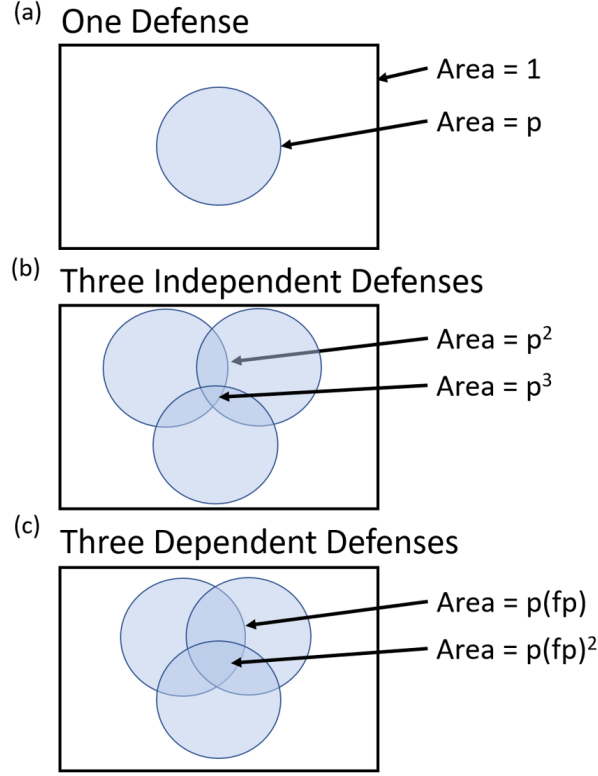 (a) One Defense
Area = 1
Area = p
(b) Three Independent Defenses
Area = p²
Area = p³
(c) Three Dependent Defenses
Area = p(fp)
Area = p(fp)²